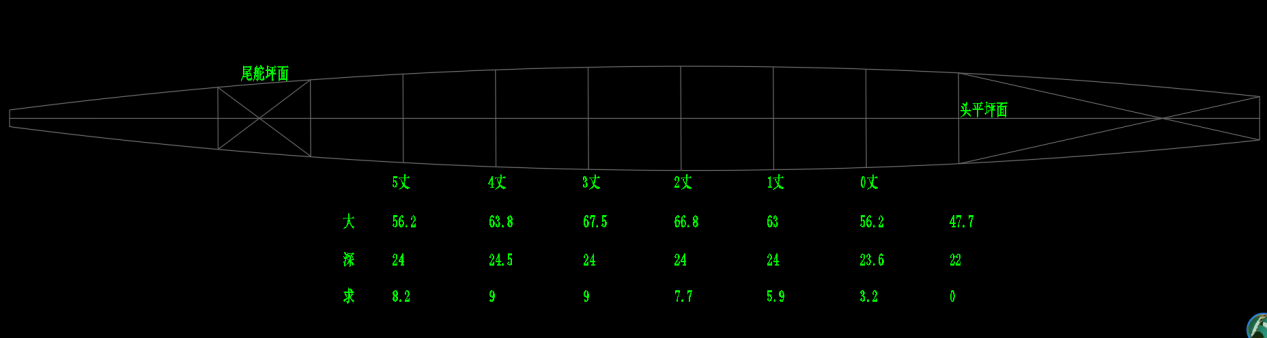 尾舵坪面
头平坪面
5丈 4丈 3丈 2丈 1丈 0丈
大 56.2 63.8 67.5 66.8 63 56.2 47.7
深 24 24.5 24 24 24 23.6 22
求 8.2 9 9 7.7 5.9 3.2 0